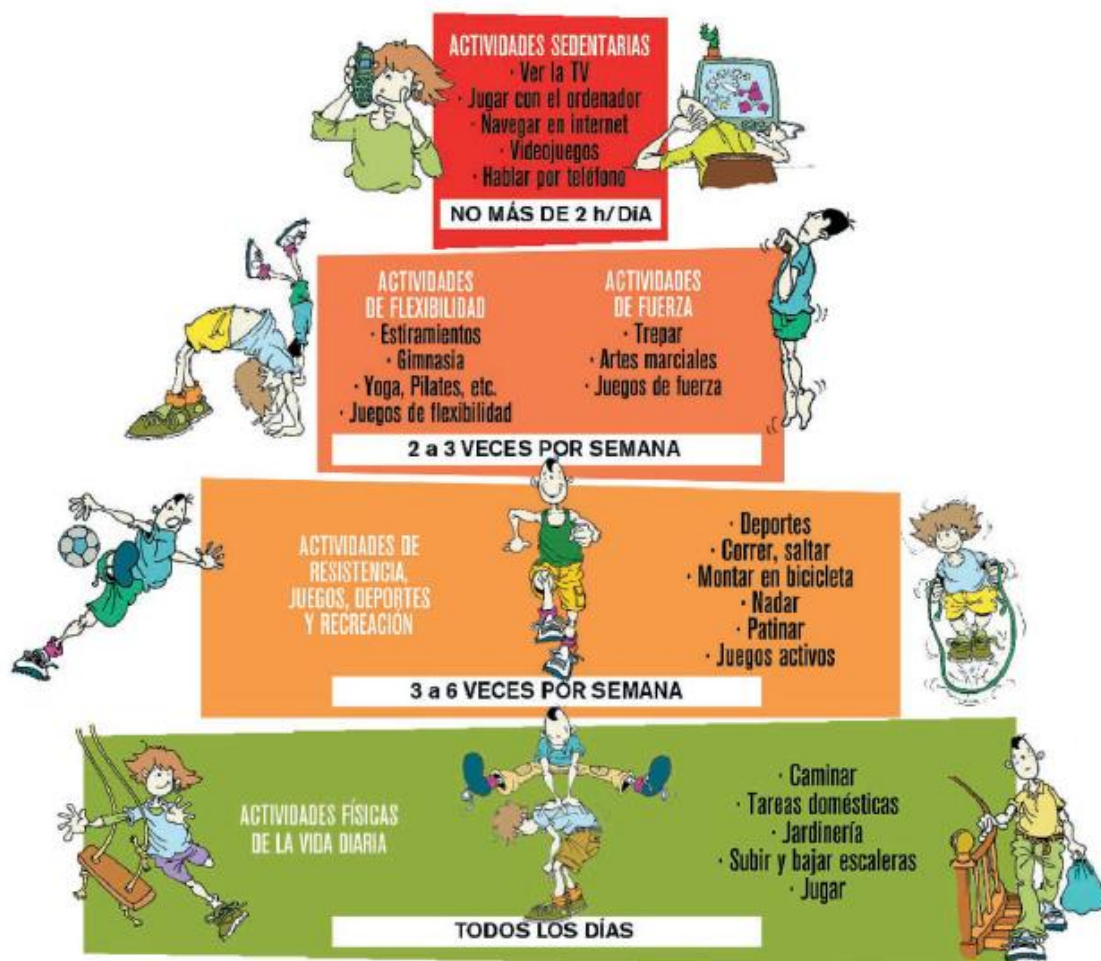 ACTIVIDADES SEDENTARIAS
· Ver la TV
· Jugar con el ordenador
· Navegar en internet
· Videojuegos
· Hablar por teléfono
NO MÁS DE 2 h/DíA
ACTIVIDADES
DE FLEXIBILIDAD
· Estiramientos
· Gimnasia
· Yoga, Pilates, etc.
· Juegos de flexibilidad
ACTIVIDADES
DE FUERZA
· Trepar
· Artes marciales
· Juegos de fuerza
2 a 3 VECES POR SEMANA
ACTIVIDADES DE
RESISTENCIA,
JUEGOS, DEPORTES
Y RECREACIÓN
· Deportes
· Correr, saltar
· Montar en bicicleta
· Nadar
· Patinar
· Juegos activos
3 a 6 VECES POR SEMANA
ACTIVIDADES FÍSICAS
DE LA VIDA DIARIA
· Caminar
· Tareas domésticas
· Jardinería
· Subir y bajar escaleras
· Jugar
TODOS LOS DÍAS